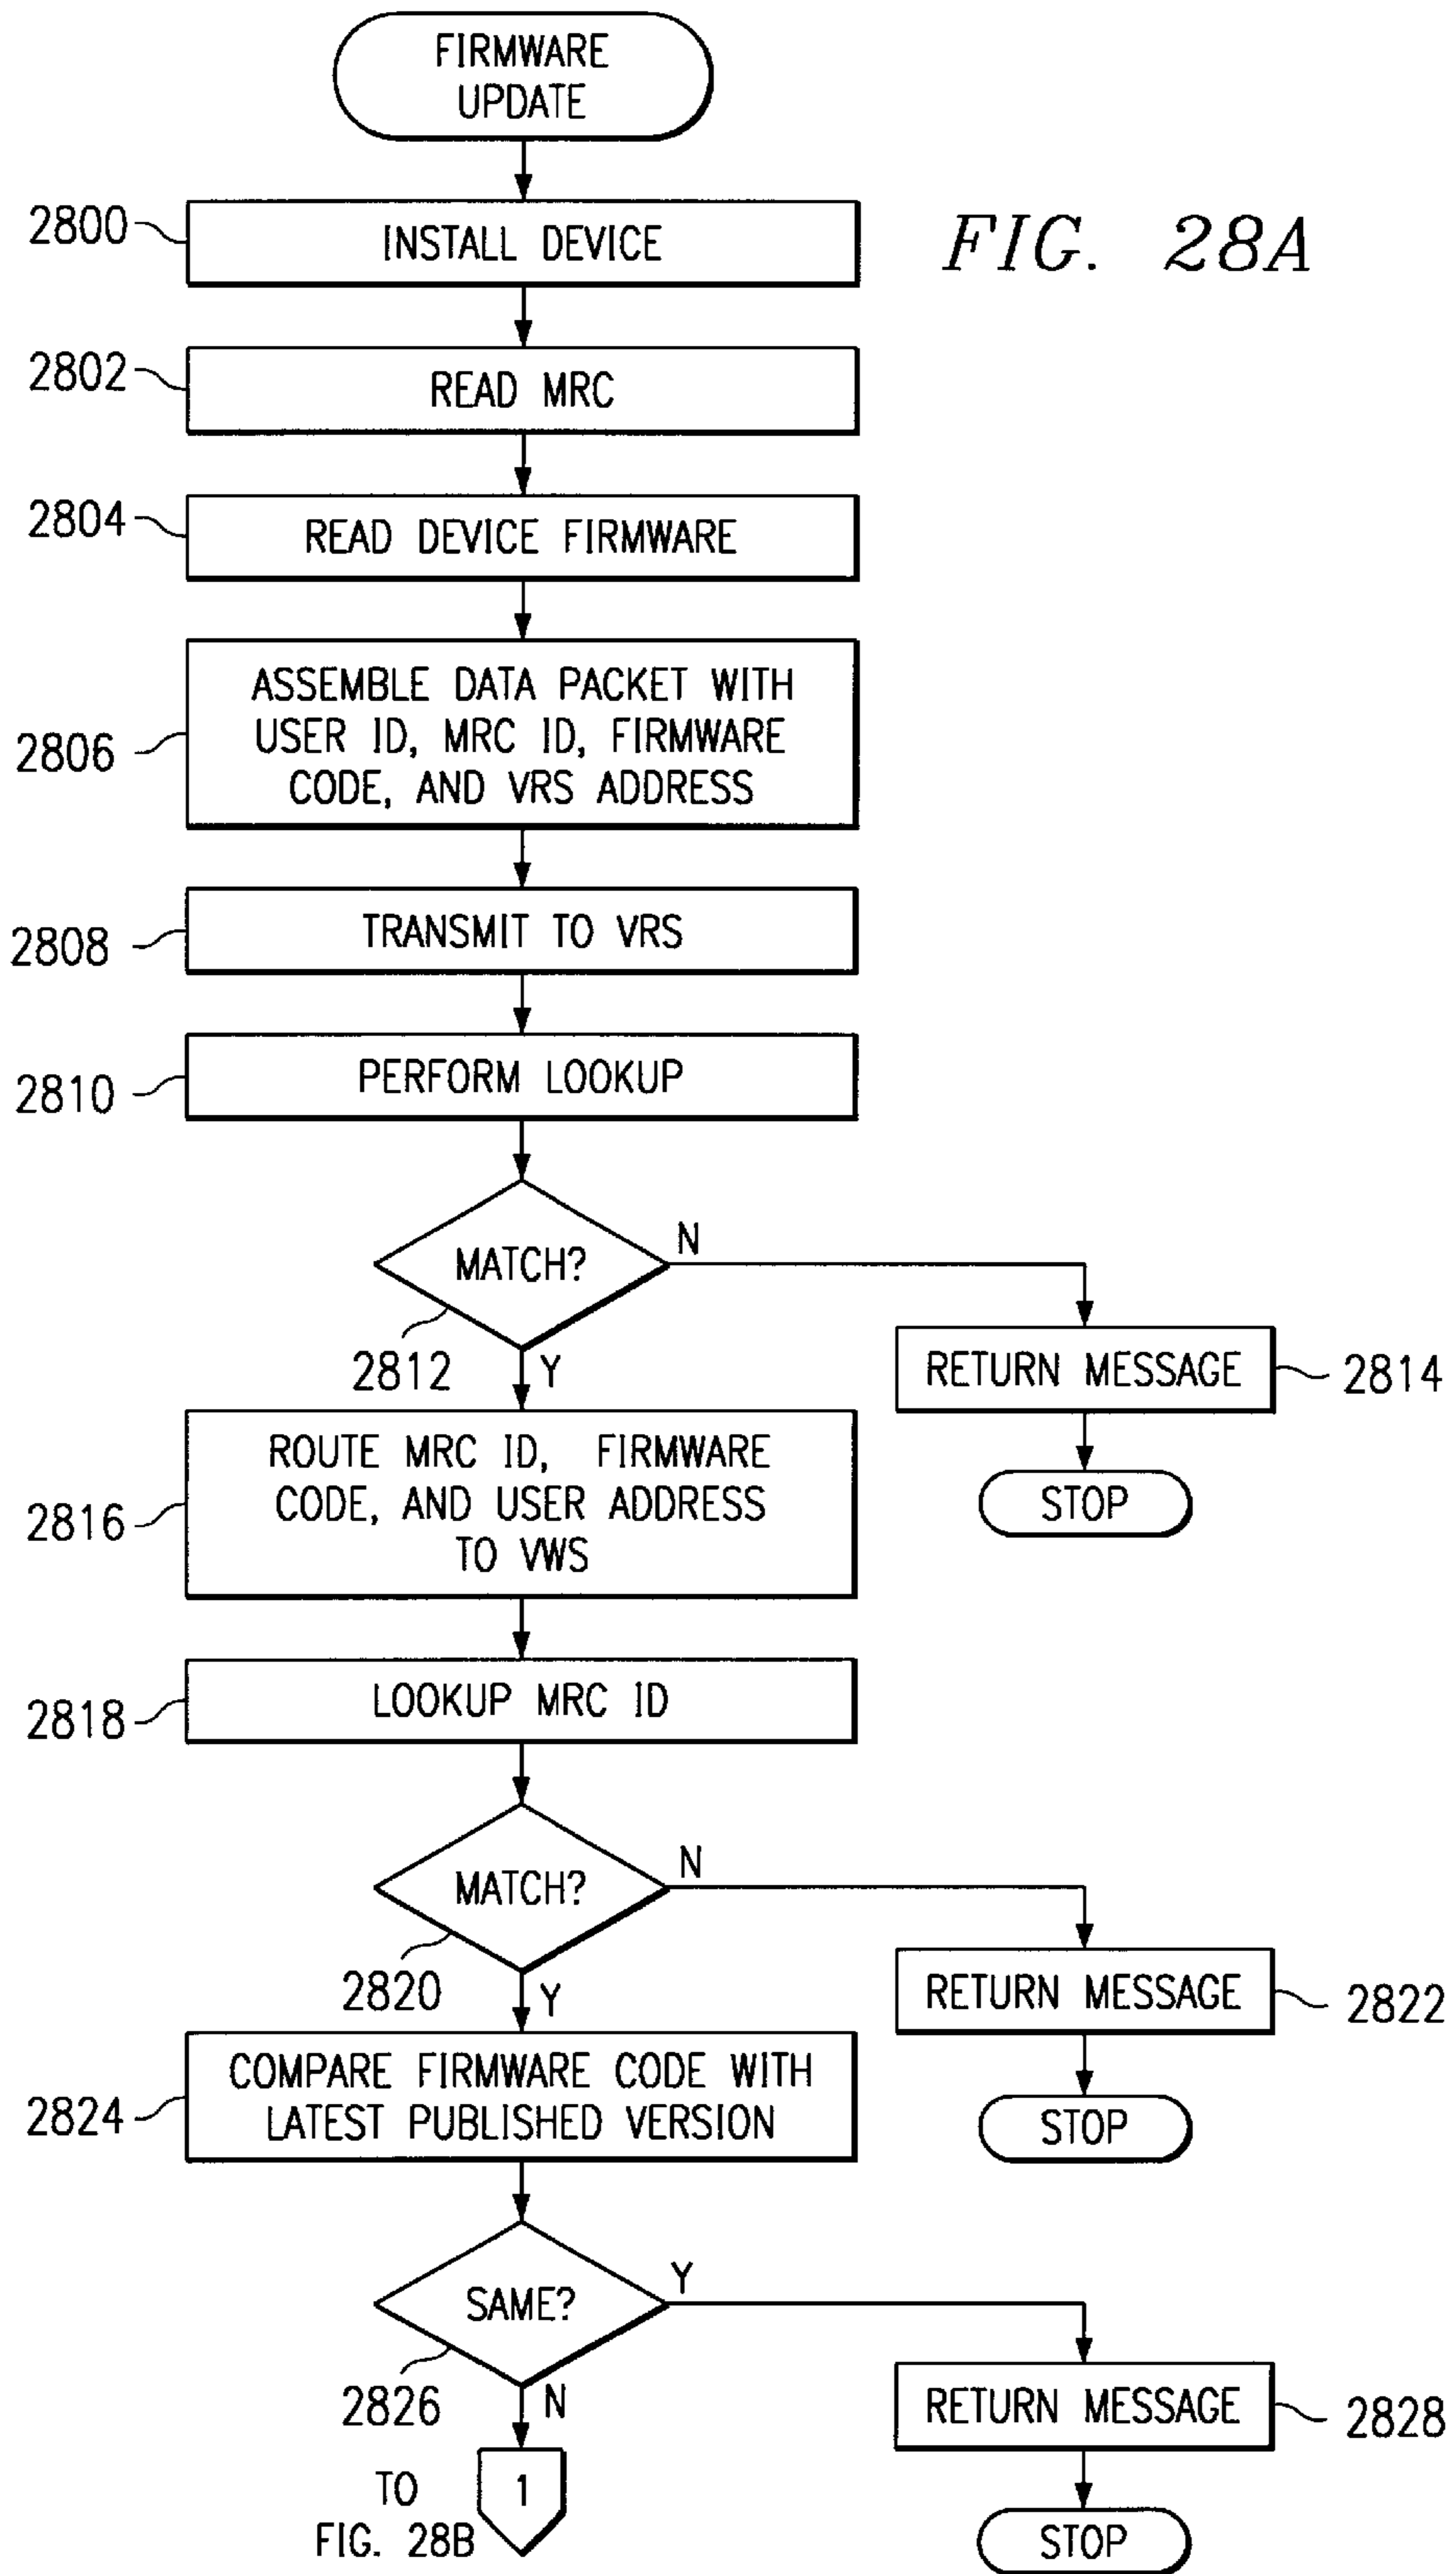 FIRMWARE
UPDATE
2800
INSTALL DEVICE
FIG. 28A
2802
READ MRC
2804
READ DEVICE FIRMWARE
2806
ASSEMBLE DATA PACKET WITH
USER ID, MRC ID, FIRMWARE
CODE, AND VRS ADDRESS
2808
TRANSMIT TO VRS
2810
PERFORM LOOKUP
MATCH?
N
2812
Y
RETURN MESSAGE
2814
STOP
2816
ROUTE MRC ID, FIRMWARE
CODE, AND USER ADDRESS
TO VWS
2818
LOOKUP MRC ID
MATCH?
N
2820
Y
RETURN MESSAGE
2822
STOP
2824
COMPARE FIRMWARE CODE WITH
LATEST PUBLISHED VERSION
SAME?
Y
2826
N
RETURN MESSAGE
2828
STOP
TO
FIG. 28B
1